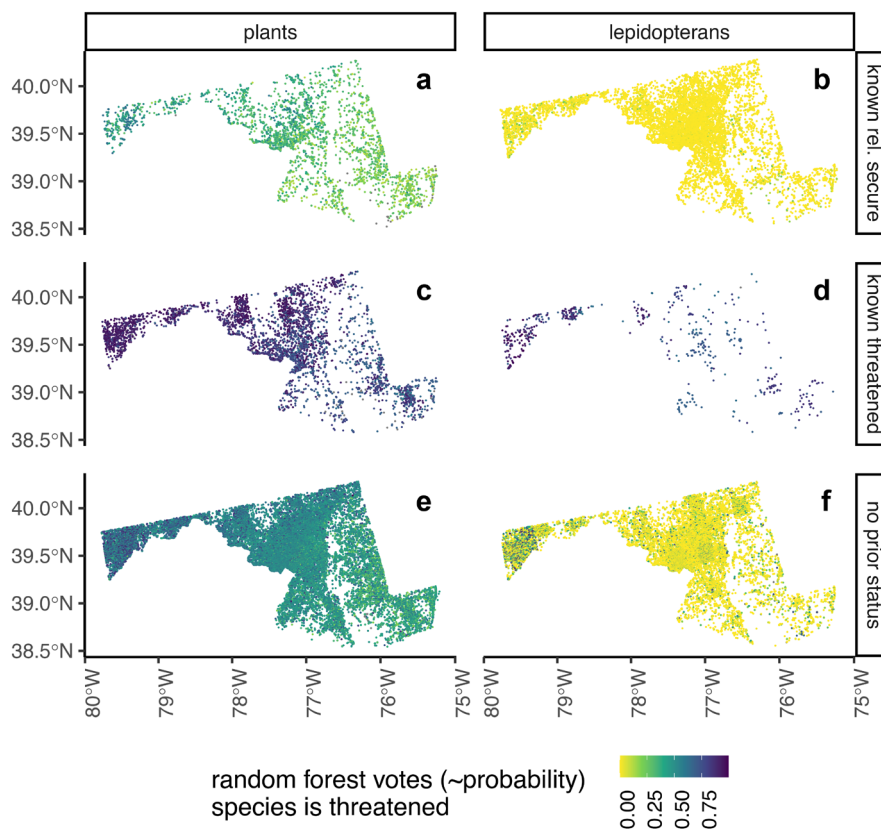 plants
lepidopterans
40.0°N
39.5°N
39.0°N
38.5°N
a
b
known rel. secure
40.0°N
39.5°N
39.0°N
38.5°N
c
d
known threatened
40.0°N
39.5°N
39.0°N
38.5°N
e
f
no prior status
80°W
79°W
78°W
77°W
76°W
75°W
80°W
79°W
78°W
77°W
76°W
75°W
random forest votes (~probability)
species is threatened
0.00
0.25
0.50
0.75